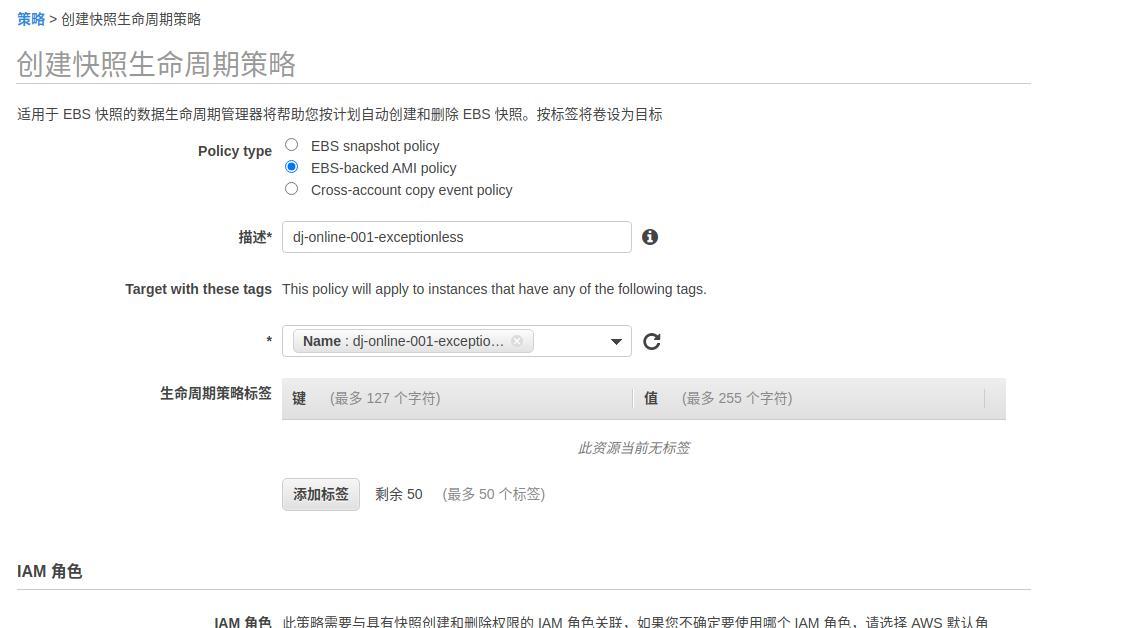 策略 > 创建快照生命周期策略
创建快照生命周期策略
适用于 EBS 快照的数据生命周期管理器将帮助您按计划自动创建和删除 EBS 快照。按标签将卷设为目标
Policy type
EBS snapshot policy
EBS-backed AMI policy
Cross-account copy event policy
描述* dj-online-001-exceptionless
Target with these tags This policy will apply to instances that have any of the following tags.
* Name : dj-online-001-exceptio…
生命周期策略标签 键 (最多 127 个字符) 值 (最多 255 个字符)
此资源当前无标签
添加标签 剩余 50 (最多 50 个标签)
IAM 角色
IAM 角色 此策略需要与具有快照创建和删除权限的 IAM 角色关联，如果您不确定要使用哪个 IAM 角色，请选择 AWS 默认角